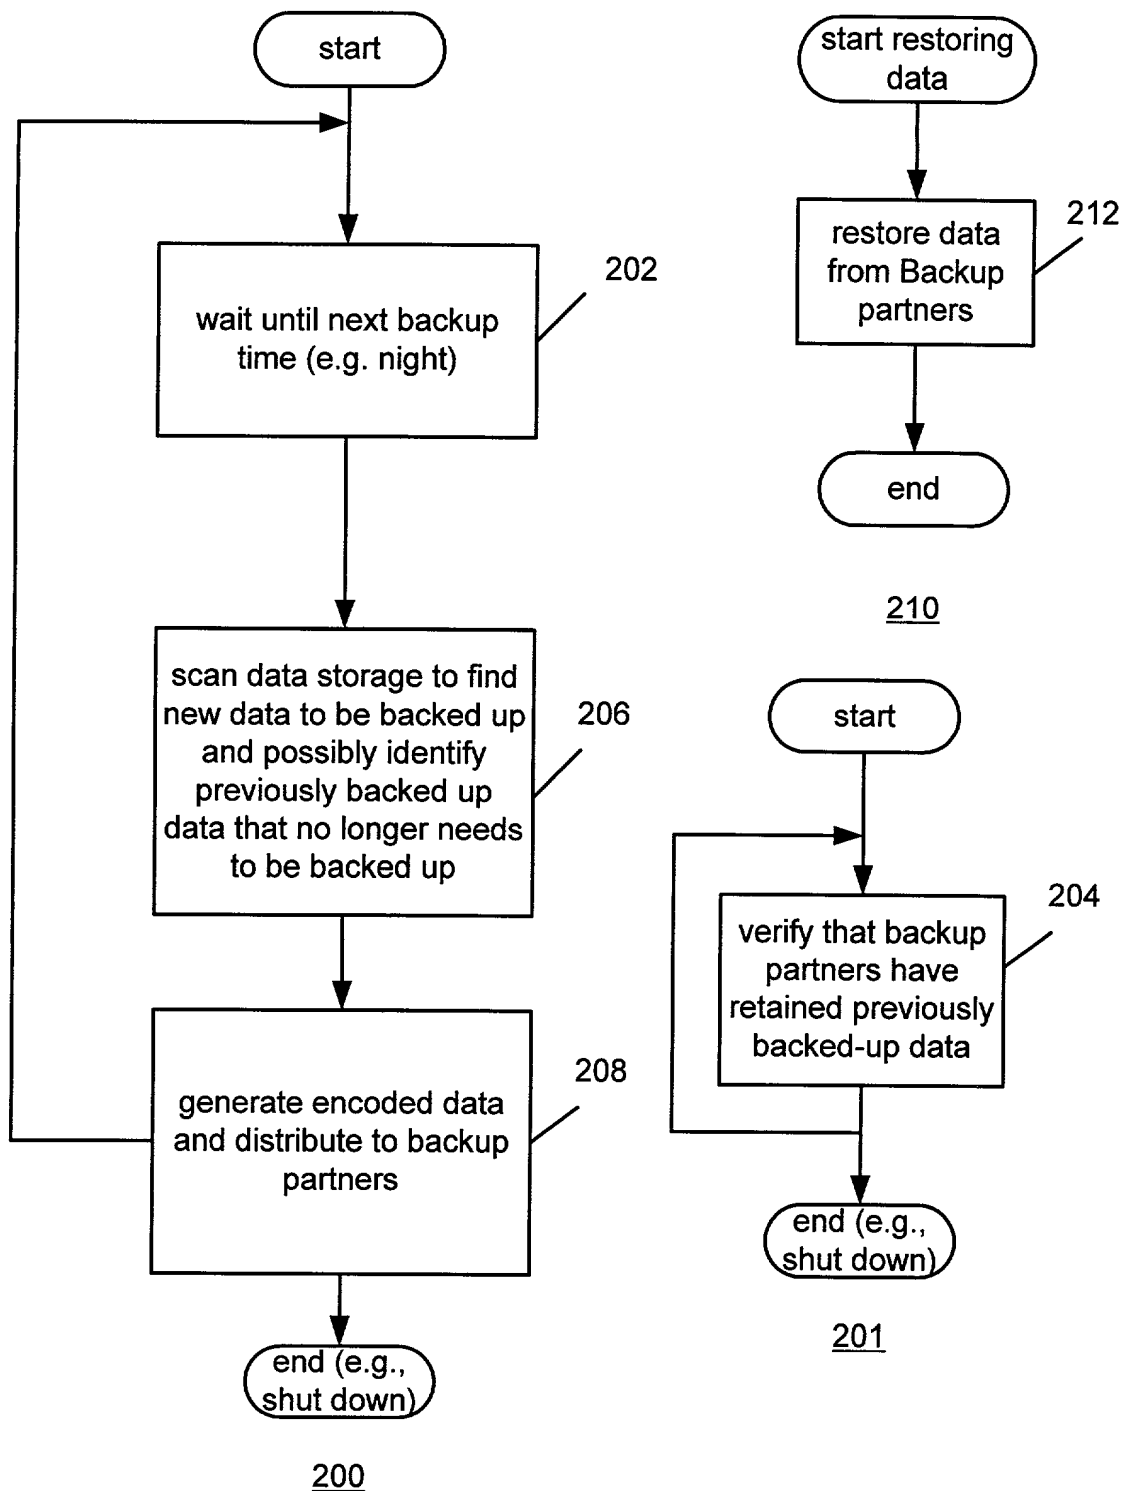 start
wait until next backup
time (e.g. night)
202
scan data storage to find
new data to be backed up
and possibly identify
previously backed up
data that no longer needs
to be backed up
206
generate encoded data
and distribute to backup
partners
208
end (e.g.,
shut down)
200
start restoring
data
restore data
from Backup
partners
212
end
210
start
verify that backup
partners have
retained previously
backed-up data
204
end (e.g.,
shut down)
201